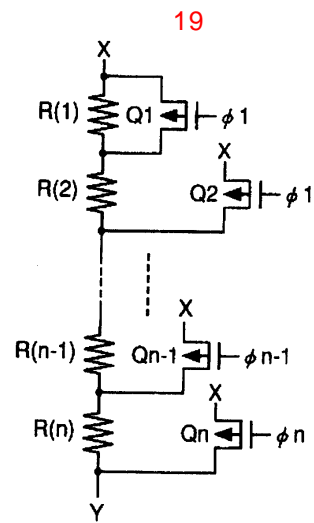 19
X
R(1) Q1 ϕ1
X
R(2) Q2 ϕ1
X
R(n-1) Qn-1 ϕn-1
X
R(n) Qn ϕn
Y